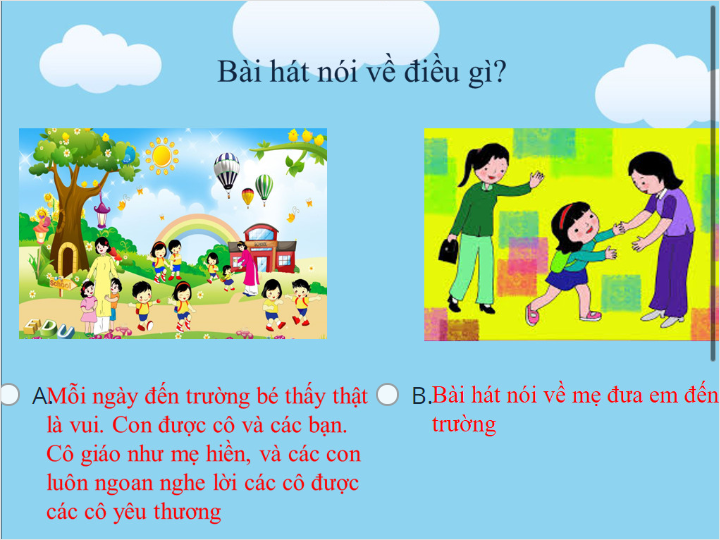 Bài hát nói về điều gì?
EDU
A.Mỗi ngày đến trường bé thấy thật
là vui. Con được cô và các bạn.
Cô giáo như mẹ hiền, và các con
luôn ngoan nghe lời các cô được
các cô yêu thương
B.Bài hát nói về mẹ đưa em đến
trường